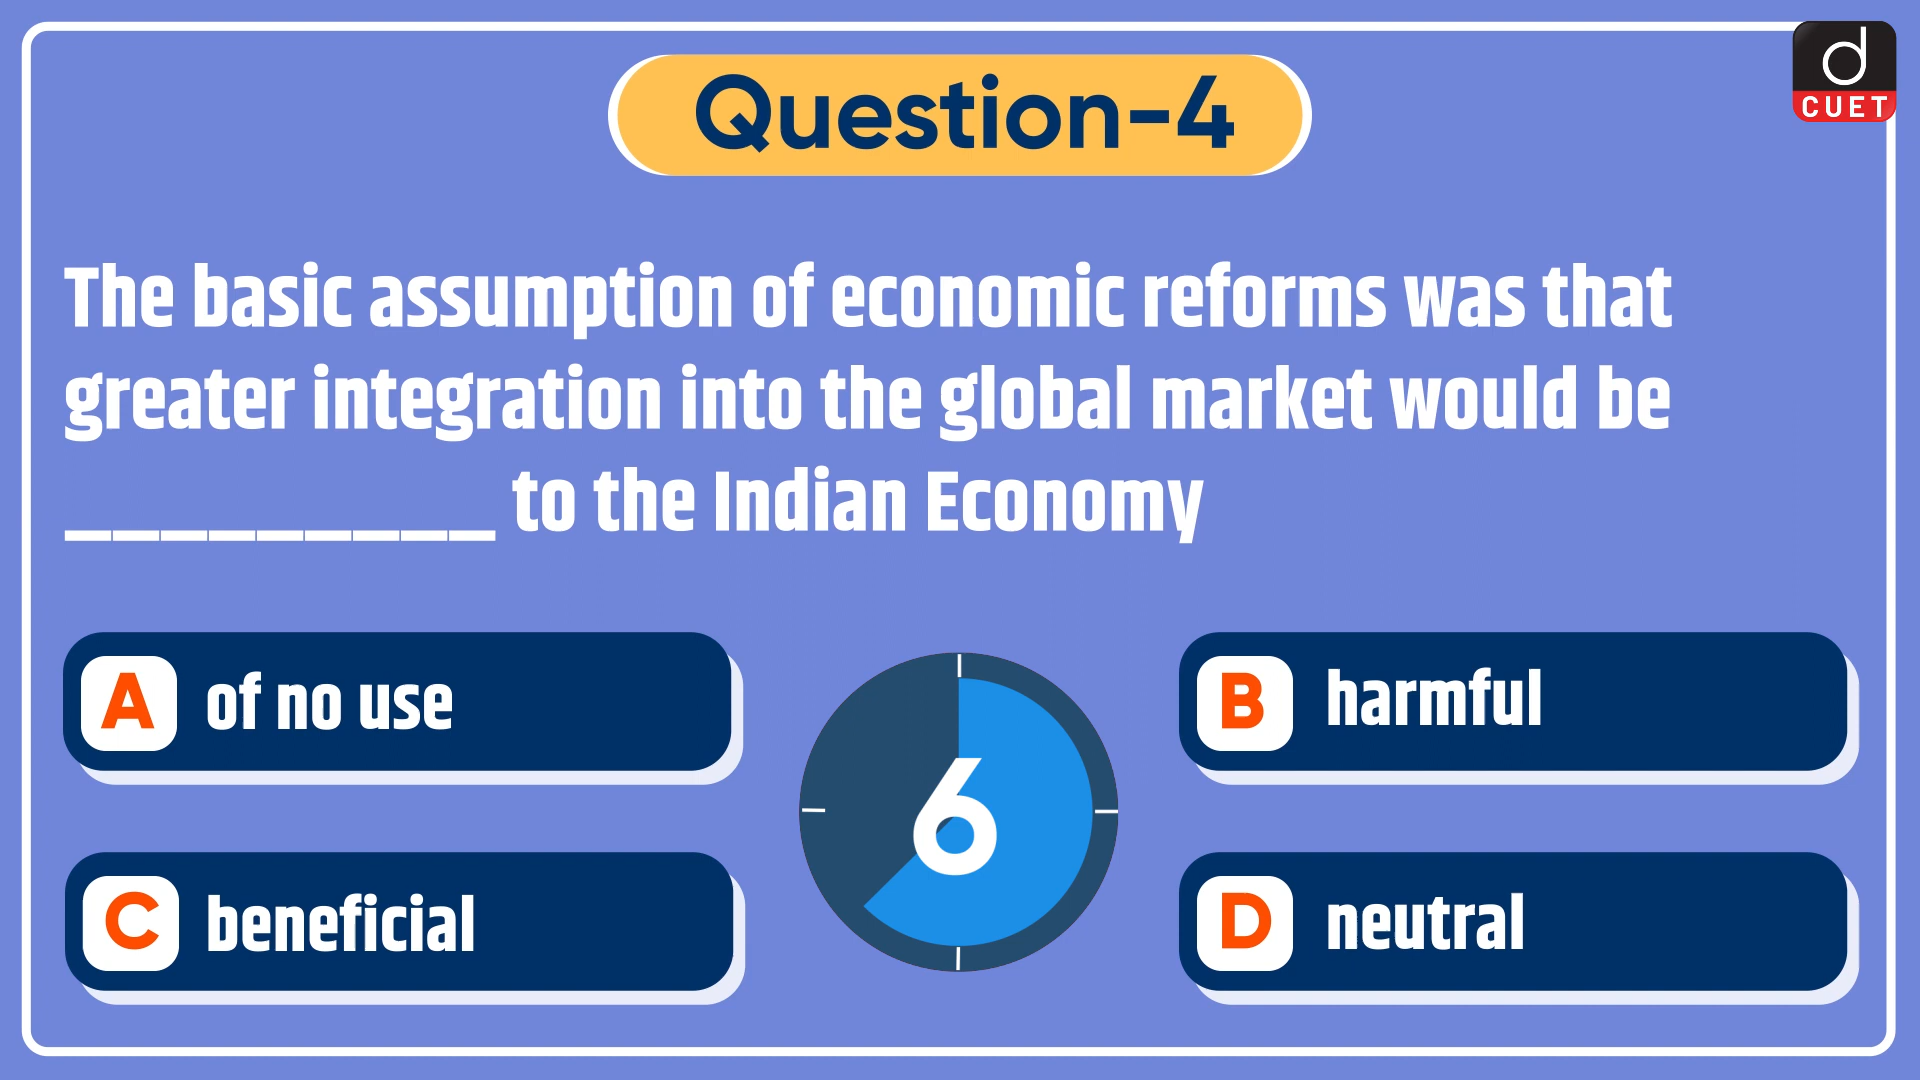 d
CUET
Question-4
The basic assumption of economic reforms was that
greater integration into the global market would be
_________ to the Indian Economy
A of no use
B harmful
6
C beneficial
D neutral